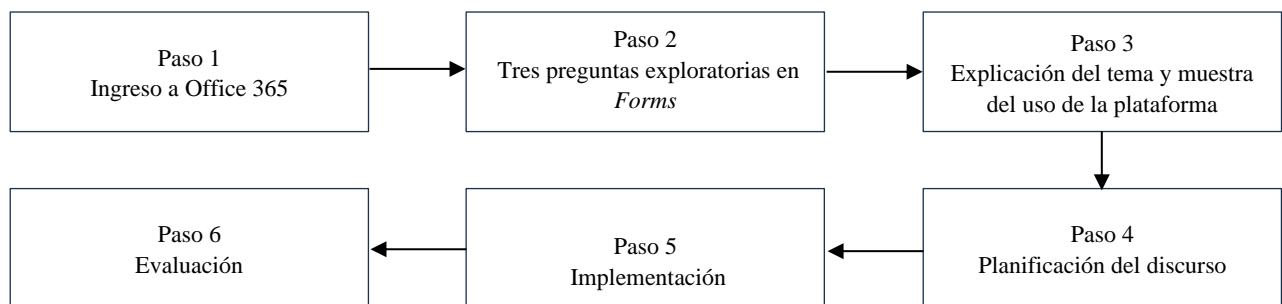 Paso 1
Ingreso a Office 365
Paso 2
Tres preguntas exploratorias en
Forms
Paso 3
Explicación del tema y muestra
del uso de la plataforma
Paso 4
Planificación del discurso
Paso 5
Implementación
Paso 6
Evaluación